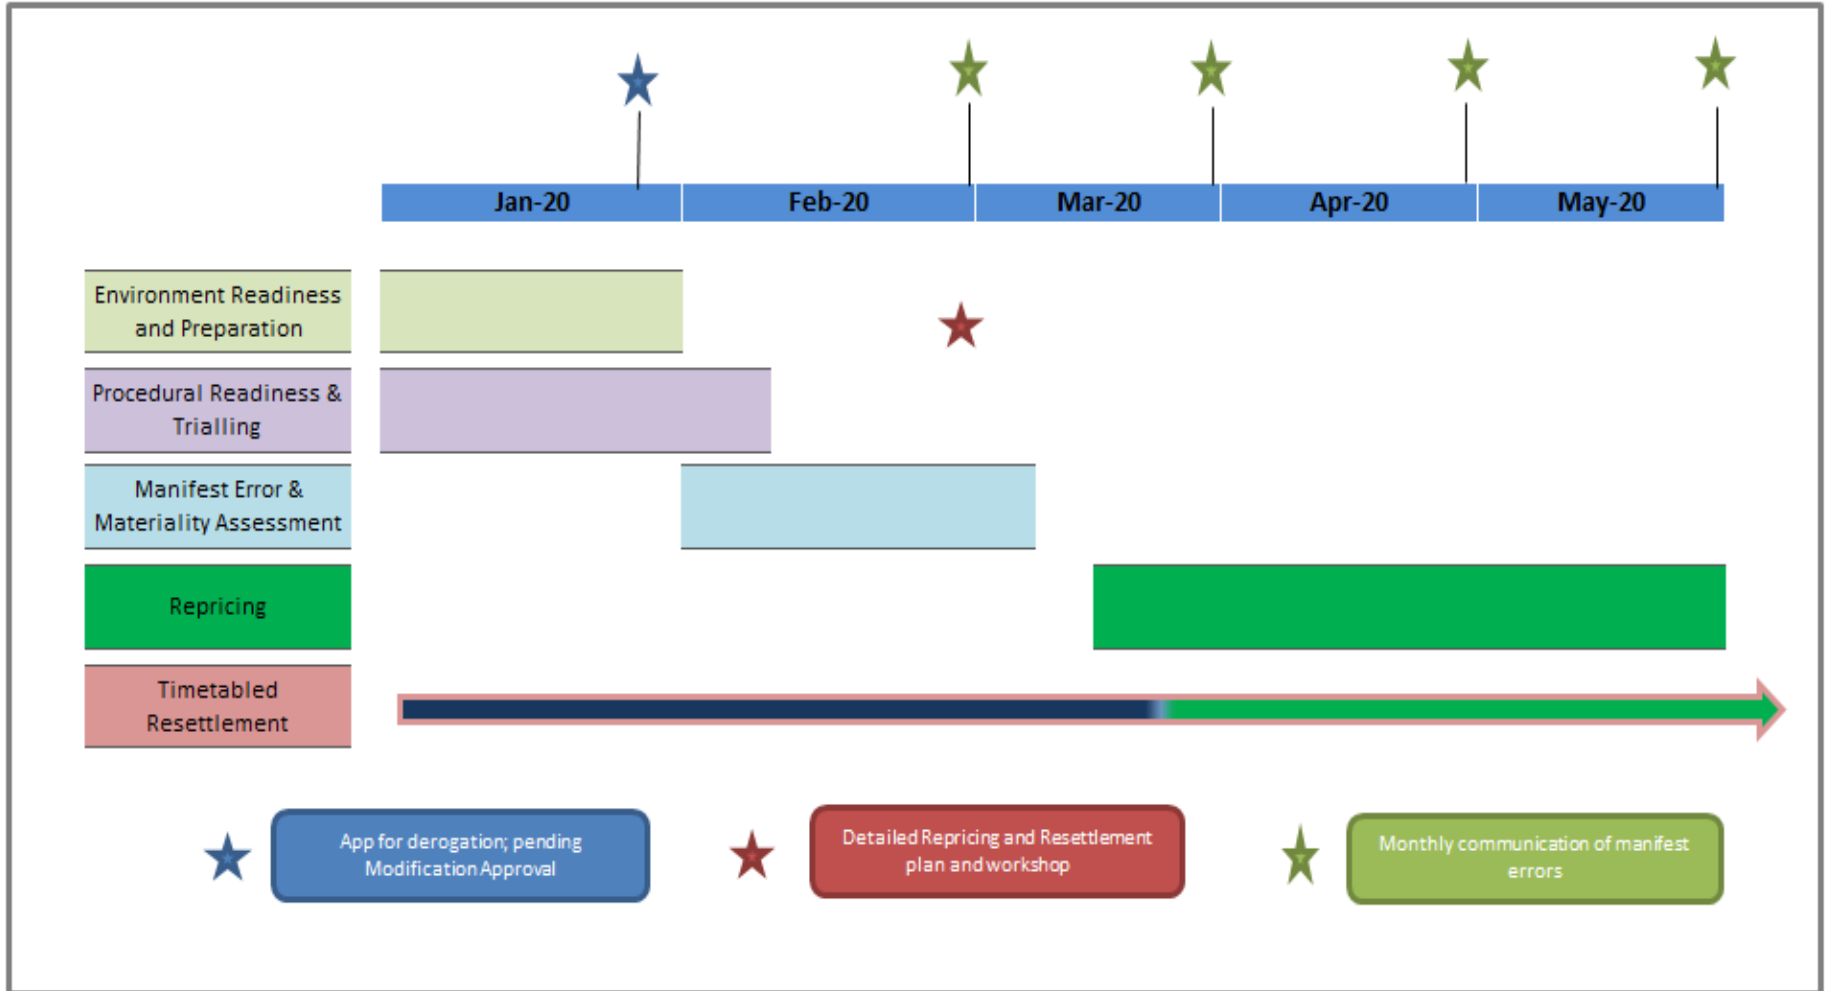 Jan-20
Feb-20
Mar-20
Apr-20
May-20
Environment Readiness
and Preparation
Procedural Readiness &
Trialling
Manifest Error &
Materiality Assessment
Repricing
Timetabled
Resettlement
App for derogation; pending
Modification Approval
Detailed Repricing and Resettlement
plan and workshop
Monthly communication of manifest
errors